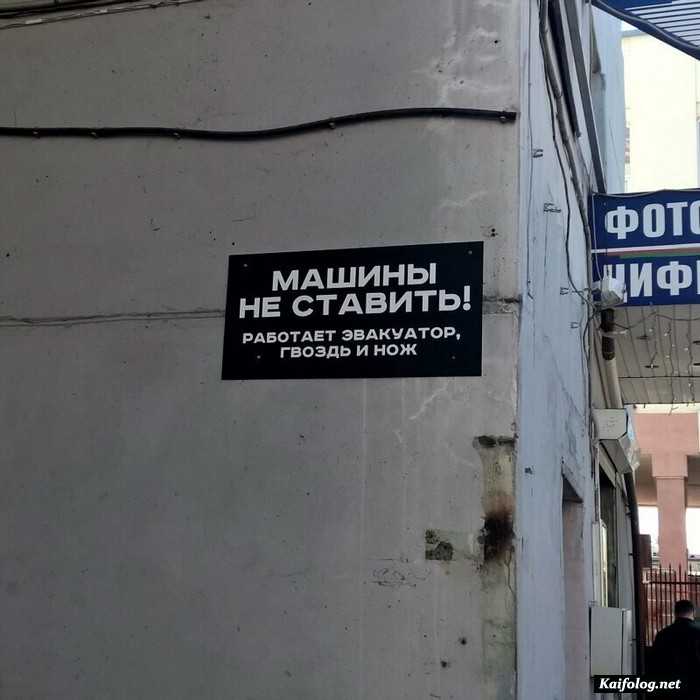 МАШИНЫ
НЕ СТАВИТЬ!
РАБОТАЕТ ЭВАКУАТОР,
ГВОЗДЬ И НОЖ
ФОТО
Kaifolog.net